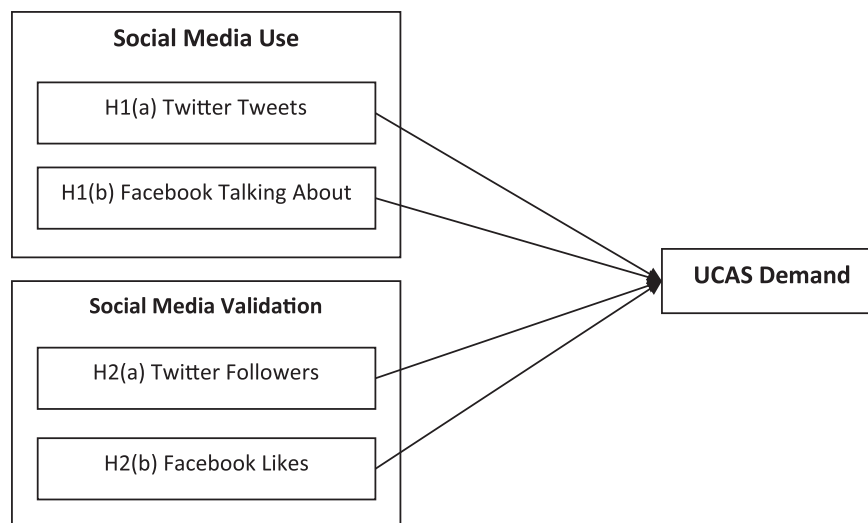 Social Media Use
H1(a) Twitter Tweets
H1(b) Facebook Talking About
UCAS Demand
Social Media Validation
H2(a) Twitter Followers
H2(b) Facebook Likes